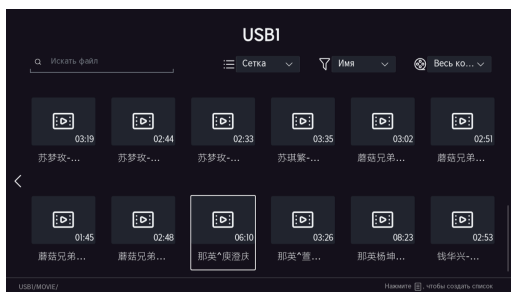 USB1
Искать файл
Сетка
Имя
Весь ко...
03:19
02:44
02:33
03:35
03:02
02:51
苏梦玫-...
苏梦玫-...
苏梦玫-...
苏琪繁-...
蘑菇兄弟...
蘑菇兄弟...
01:45
02:48
06:10
03:26
08:23
02:53
蘑菇兄弟...
蘑菇兄弟...
那英^庾澄庆
那英^萱...
那英杨坤...
钱华兴-...
USB1/MOVIE/
Нажмите , чтобы создать список